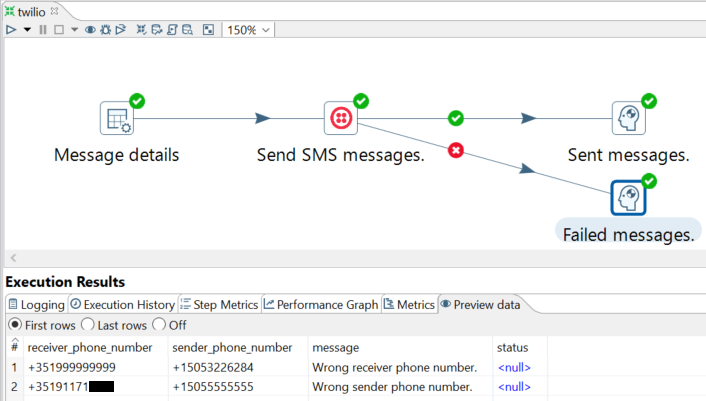 twilio
150%
Message details
Send SMS messages.
Sent messages.
Failed messages.
Execution Results
Logging Execution History Step Metrics Performance Graph Metrics Preview data
First rows Last rows Off
# receiver_phone_number sender_phone_number message status
1 +351999999999 +15053226284 Wrong receiver phone number. <null>
2 +35191171 +15055555555 Wrong sender phone number. <null>